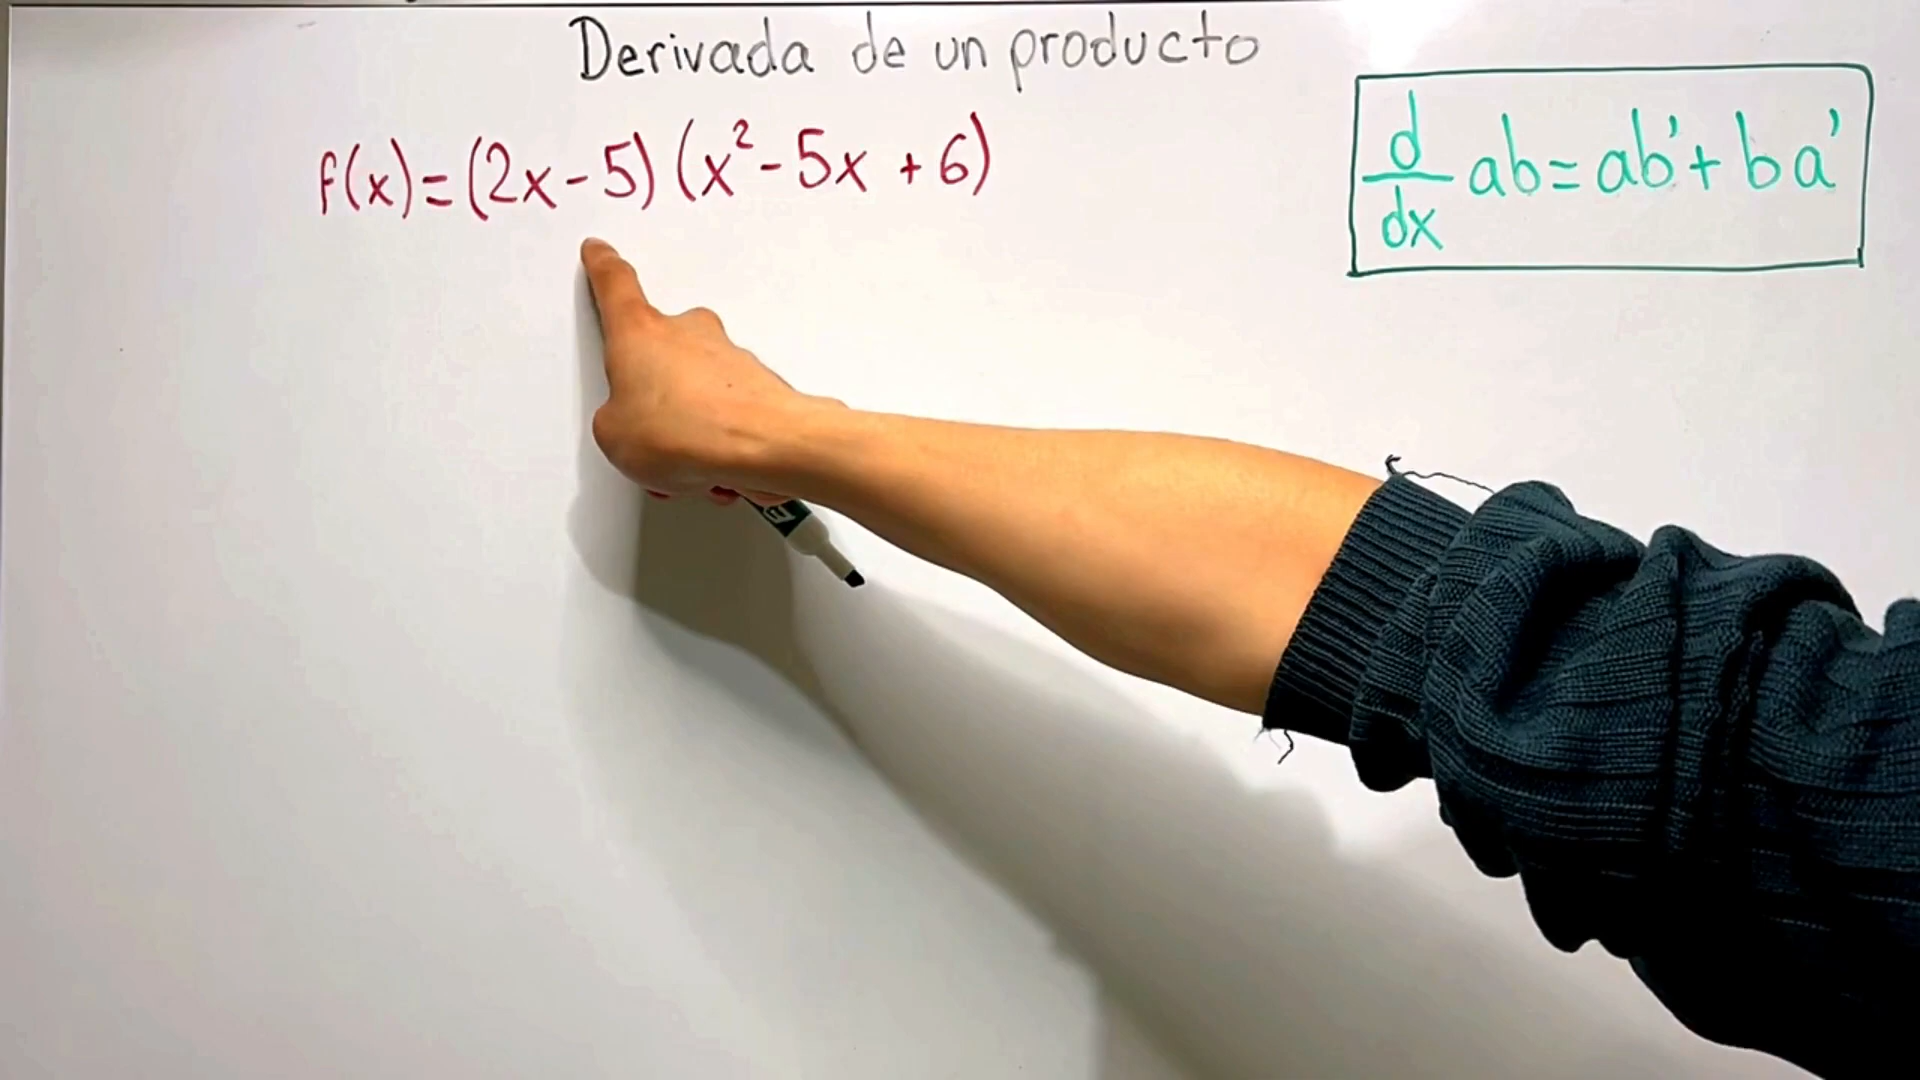 Derivada de un producto
f(x)=(2x-5)(x²-5x+6)
d/dx ab=ab'+ba'